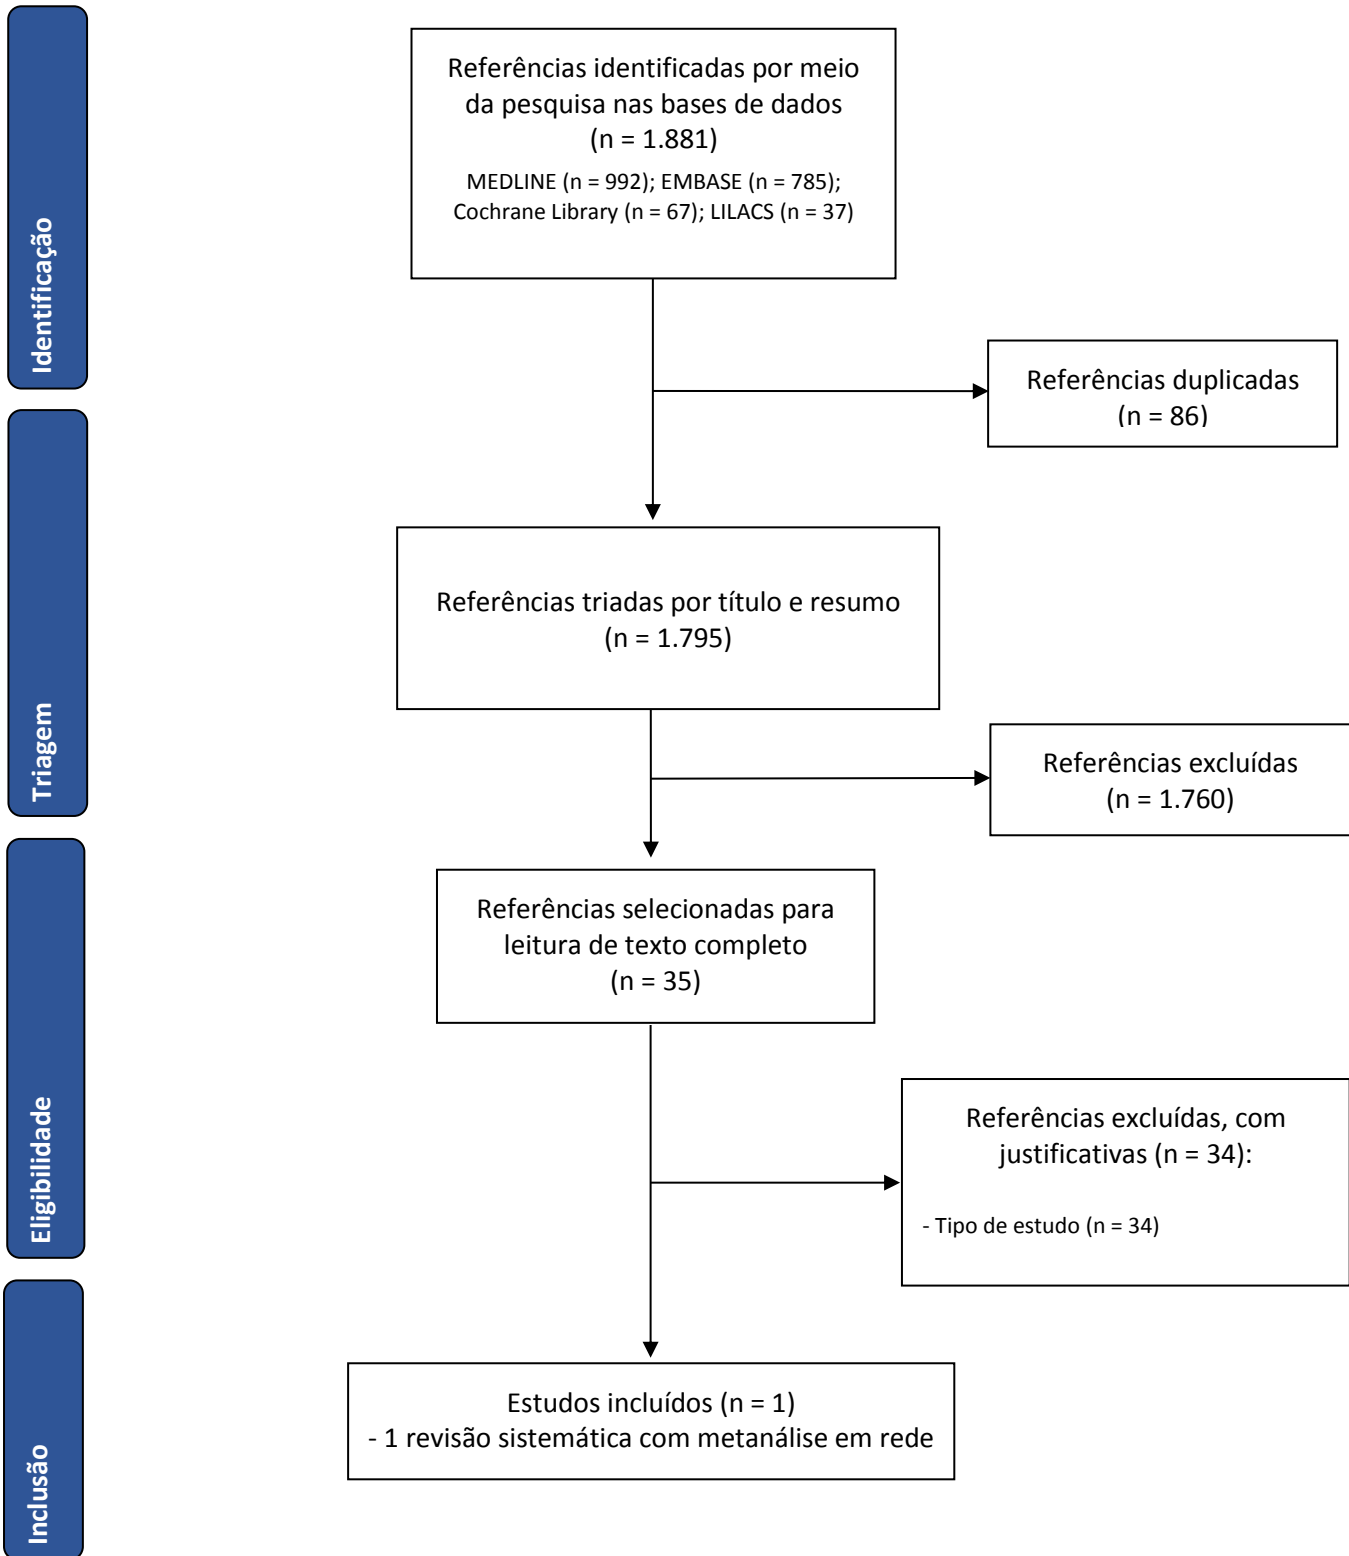 Identificação
Referências identificadas por meio
da pesquisa nas bases de dados
(n = 1.881)
MEDLINE (n = 992); EMBASE (n = 785);
Cochrane Library (n = 67); LILACS (n = 37)
Referências duplicadas
(n = 86)
Triagem
Referências triadas por título e resumo
(n = 1.795)
Referências excluídas
(n = 1.760)
Eligibilidade
Referências selecionadas para
leitura de texto completo
(n = 35)
Referências excluídas, com
justificativas (n = 34):
- Tipo de estudo (n = 34)
Inclusão
Estudos incluídos (n = 1)
- 1 revisão sistemática com metanálise em rede